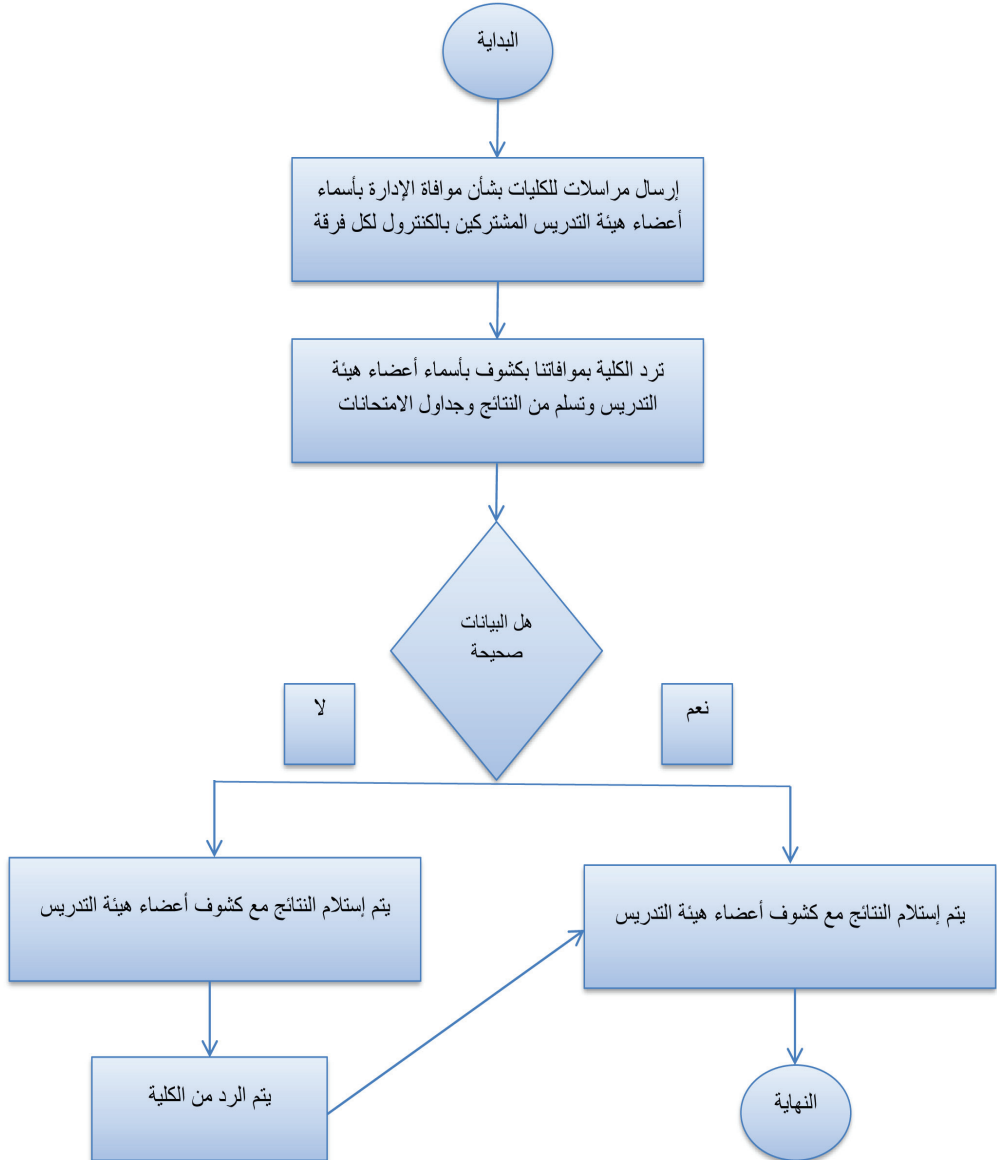 البداية
إرسال مراسلات للكليات بشأن موافاة الإدارة بأسماء
أعضاء هيئة التدريس المشتركين بالكنترول لكل فرقة
ترد الكلية بموافاتنا بكشوف بأسماء أعضاء هيئة
التدريس وتسلم من النتائج وجداول الامتحانات
هل البيانات
صحيحة
نعم
لا
يتم إستلام النتائج مع كشوف أعضاء هيئة التدريس
يتم إستلام النتائج مع كشوف أعضاء هيئة التدريس
يتم الرد من الكلية
النهاية